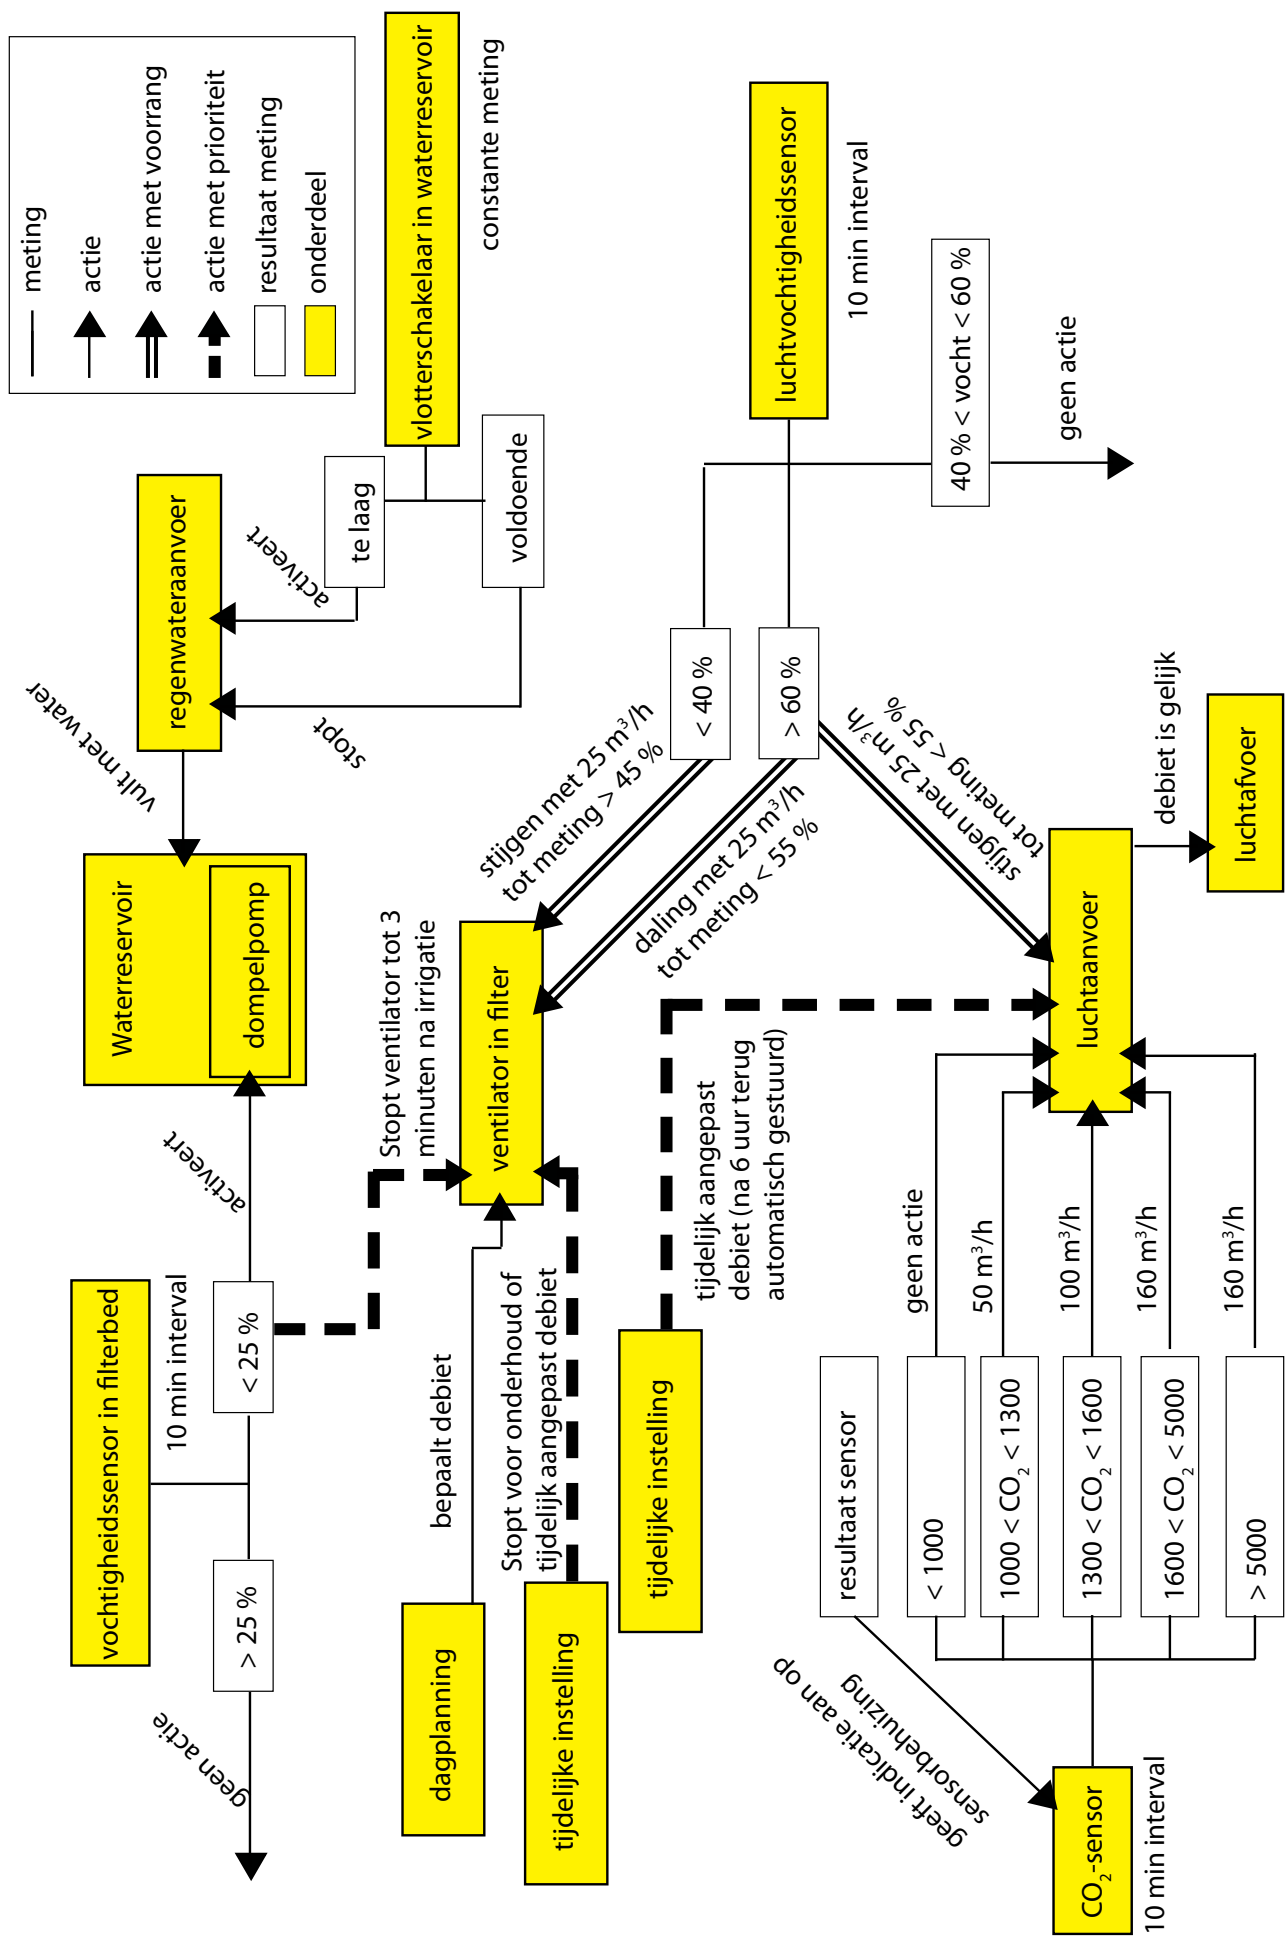 vochtigheidssensor in filterbed
10 min interval
> 25 %
< 25 %
geen actie
activeert
Waterreservoir
dompelpomp
vult met water
regenwateraanvoer
stopt
activeert
te laag
voldoende
vlotterschakelaar in waterreservoir
constante meting
meting
actie
actie met voorrang
actie met prioriteit
resultaat meting
onderdeel
Stopt ventilator tot 3
minuten na irrigatie
dagplanning
bepaalt debiet
tijdelijke instelling
Stopt voor onderhoud of
tijdelijk aangepast debiet
ventilator in filter
stijgen met 25 m³/h
tot meting > 45 %
daling met 25 m³/h
tot meting < 55 %
< 40 %
> 60 %
stijgen met 25 m³/h
tot meting < 55 %
luchtvochtigheidssensor
10 min interval
40 % < vocht < 60 %
geen actie
tijdelijke instelling
tijdelijk aangepast
debiet (na 6 uur terug
automatisch gestuurd)
resultaat sensor
geeft indicatie aan op
sensorbehuizing
CO₂-sensor
10 min interval
< 1000
geen actie
1000 < CO₂ < 1300
50 m³/h
1300 < CO₂ < 1600
100 m³/h
1600 < CO₂ < 5000
160 m³/h
> 5000
160 m³/h
luchtaanvoer
debiet is gelijk
luchtafvoer